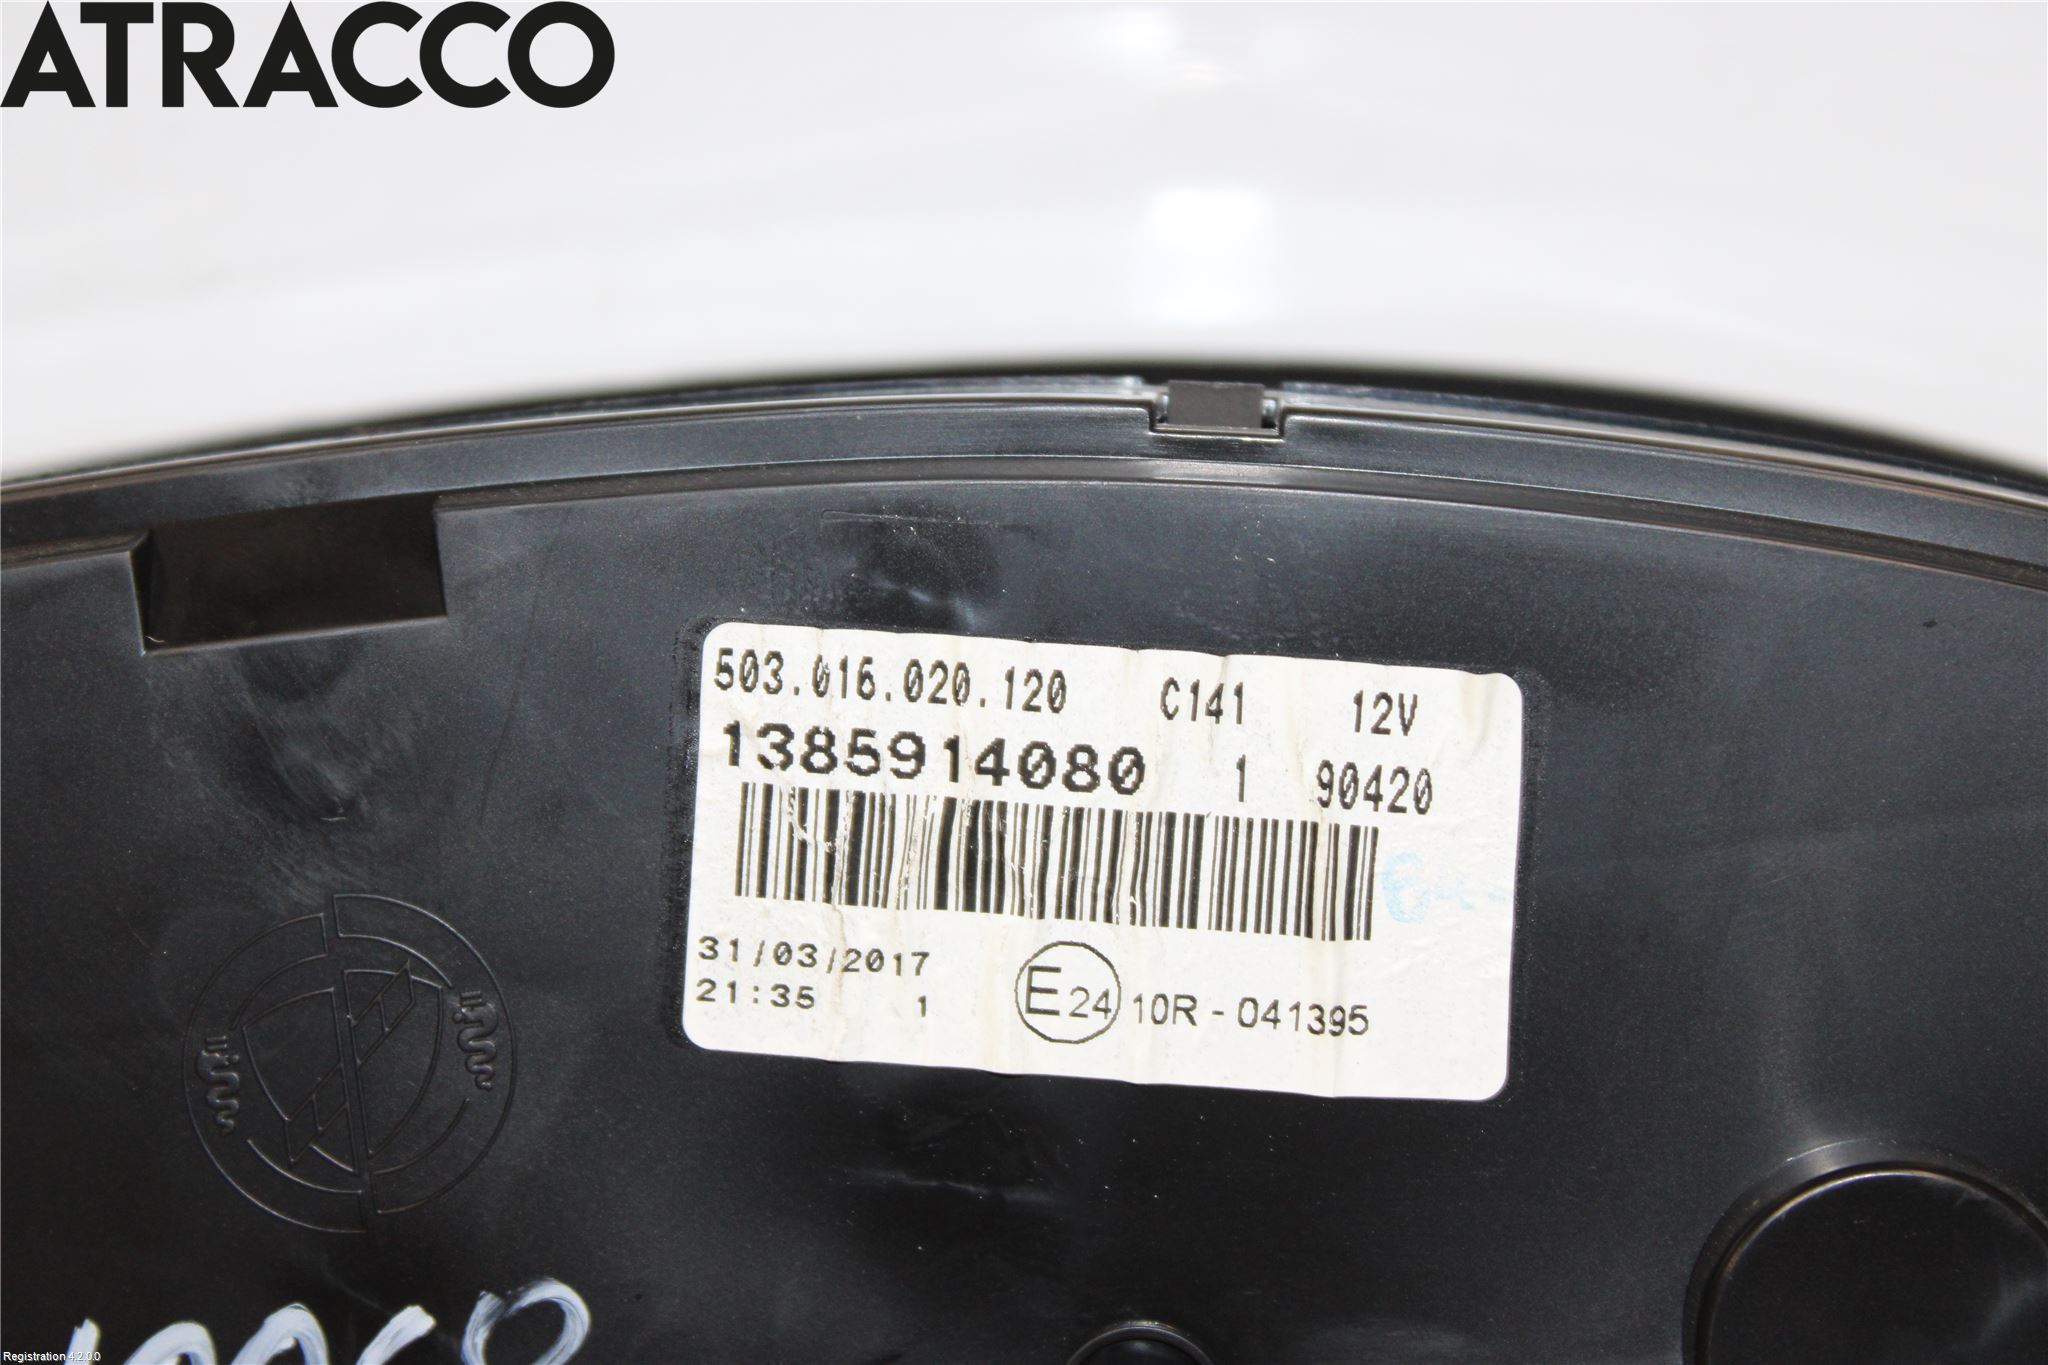 ATRACCO
503.016.020.120 C141 12V
1385914080 1 90420
31/03/2017
21:35 1 E24 10R - 041395
Registration 4.2.0.0